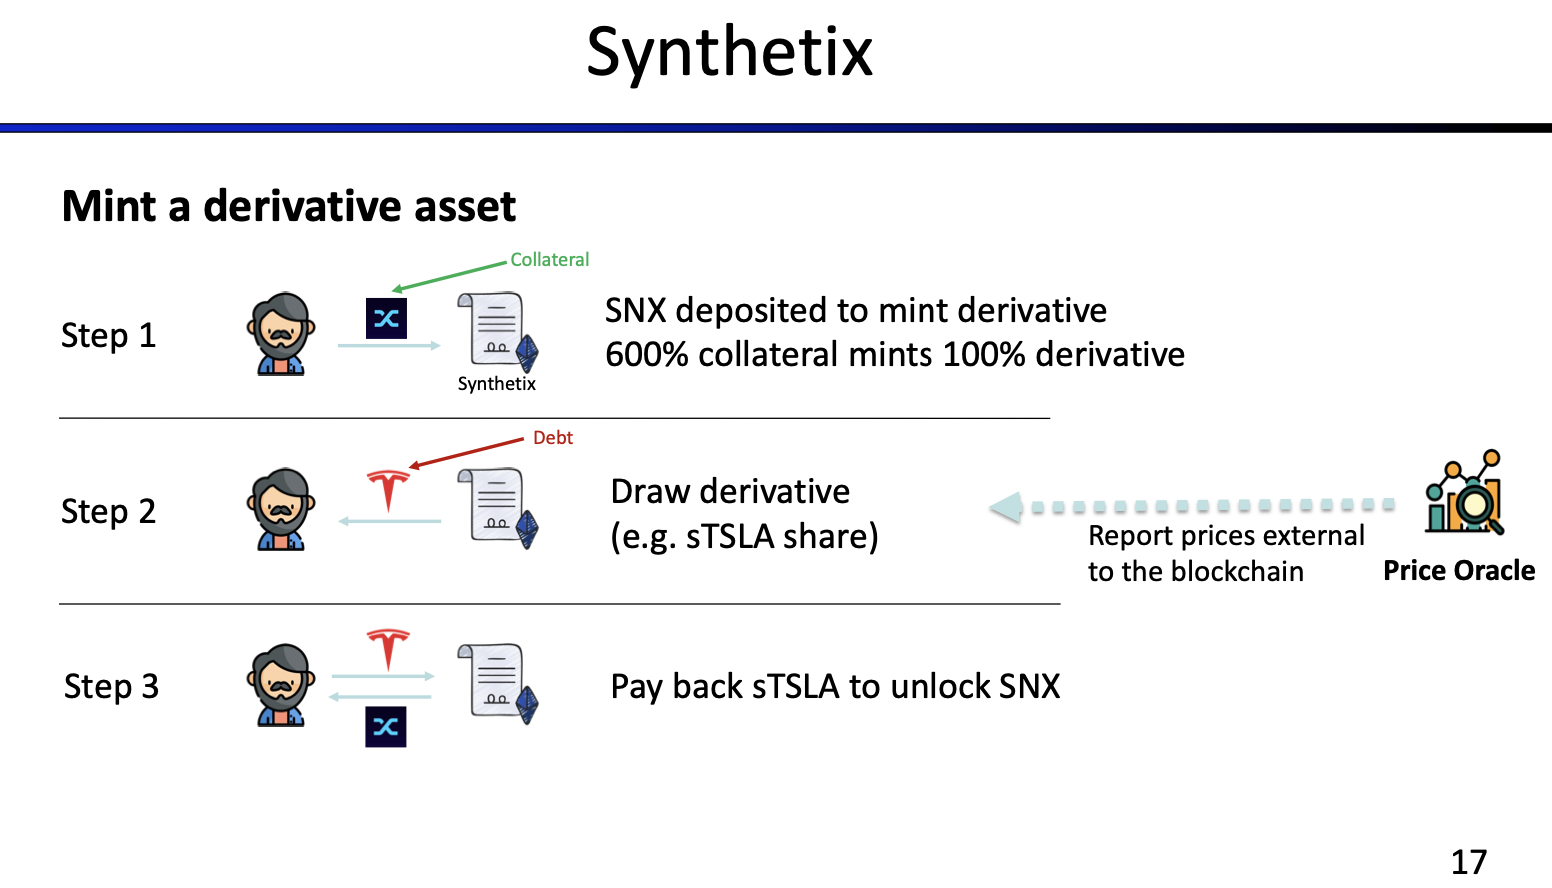 Synthetix
Mint a derivative asset
Collateral
Step 1
SNX deposited to mint derivative
600% collateral mints 100% derivative
Synthetix
Debt
Step 2
Draw derivative
(e.g. sTSLA share)
Report prices external
to the blockchain
Price Oracle
Step 3
Pay back sTSLA to unlock SNX
17